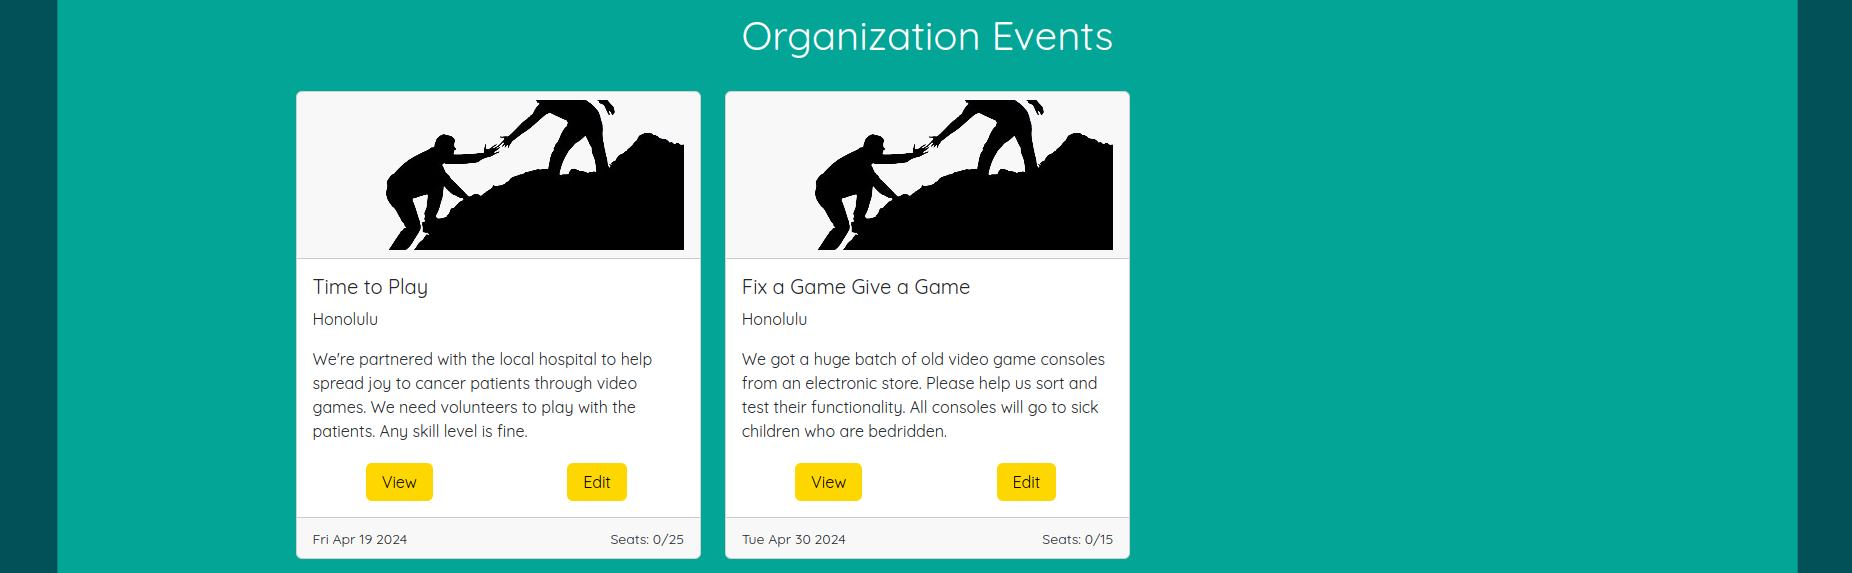 Organization Events
Time to Play
Honolulu
We're partnered with the local hospital to help
spread joy to cancer patients through video
games. We need volunteers to play with the
patients. Any skill level is fine.
View
Edit
Fri Apr 19 2024
Seats: 0/25
Fix a Game Give a Game
Honolulu
We got a huge batch of old video game consoles
from an electronic store. Please help us sort and
test their functionality. All consoles will go to sick
children who are bedridden.
View
Edit
Tue Apr 30 2024
Seats: 0/15